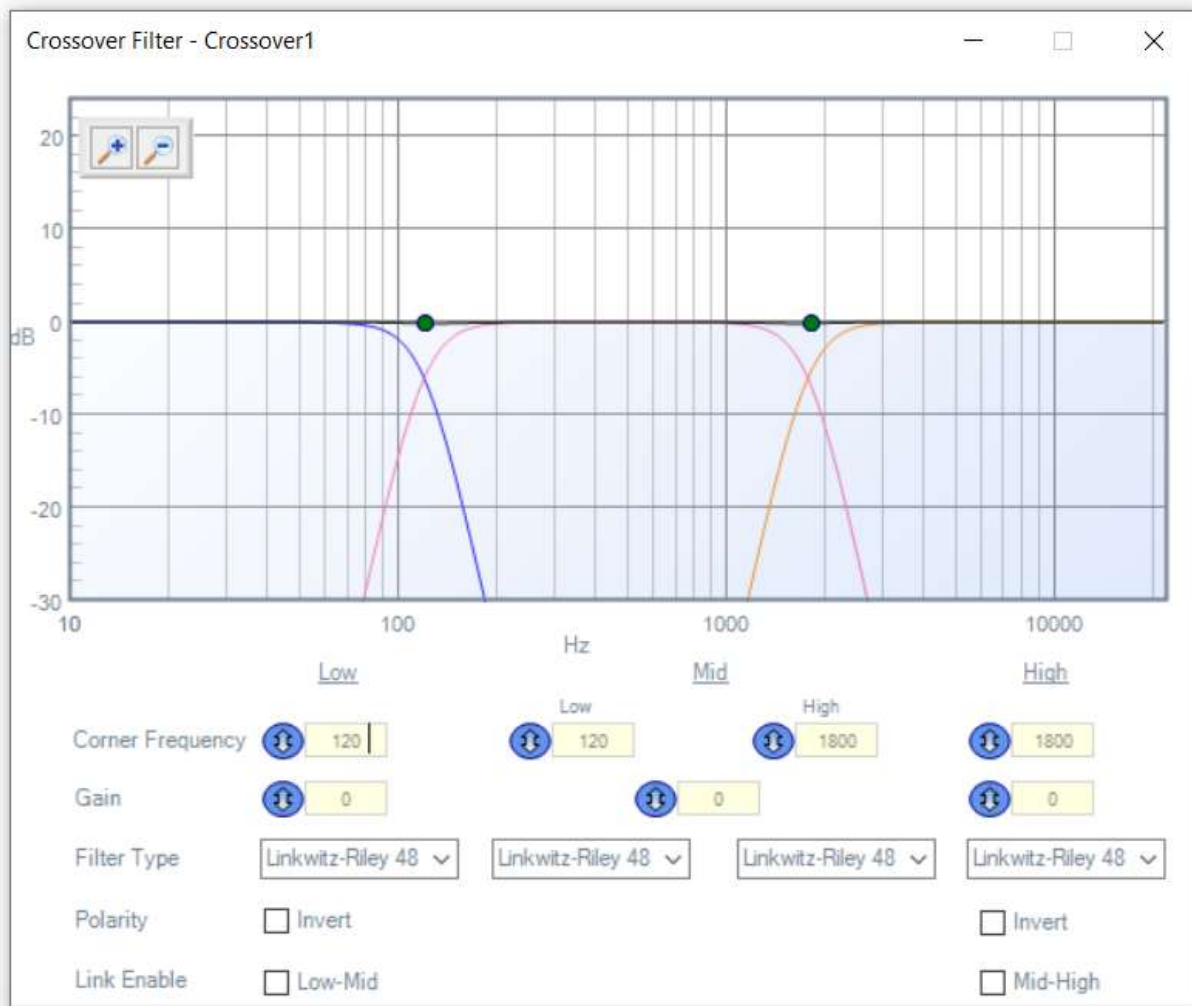 Crossover Filter - Crossover1
20
10
0
dB
-10
-20
-30
10 100 1000 10000
Hz
Low Mid High
Low High
Corner Frequency 120 120 1800 1800
Gain 0 0 0
Filter Type Linkwitz-Riley 48 Linkwitz-Riley 48 Linkwitz-Riley 48 Linkwitz-Riley 48
Polarity Invert Invert
Link Enable Low-Mid Mid-High